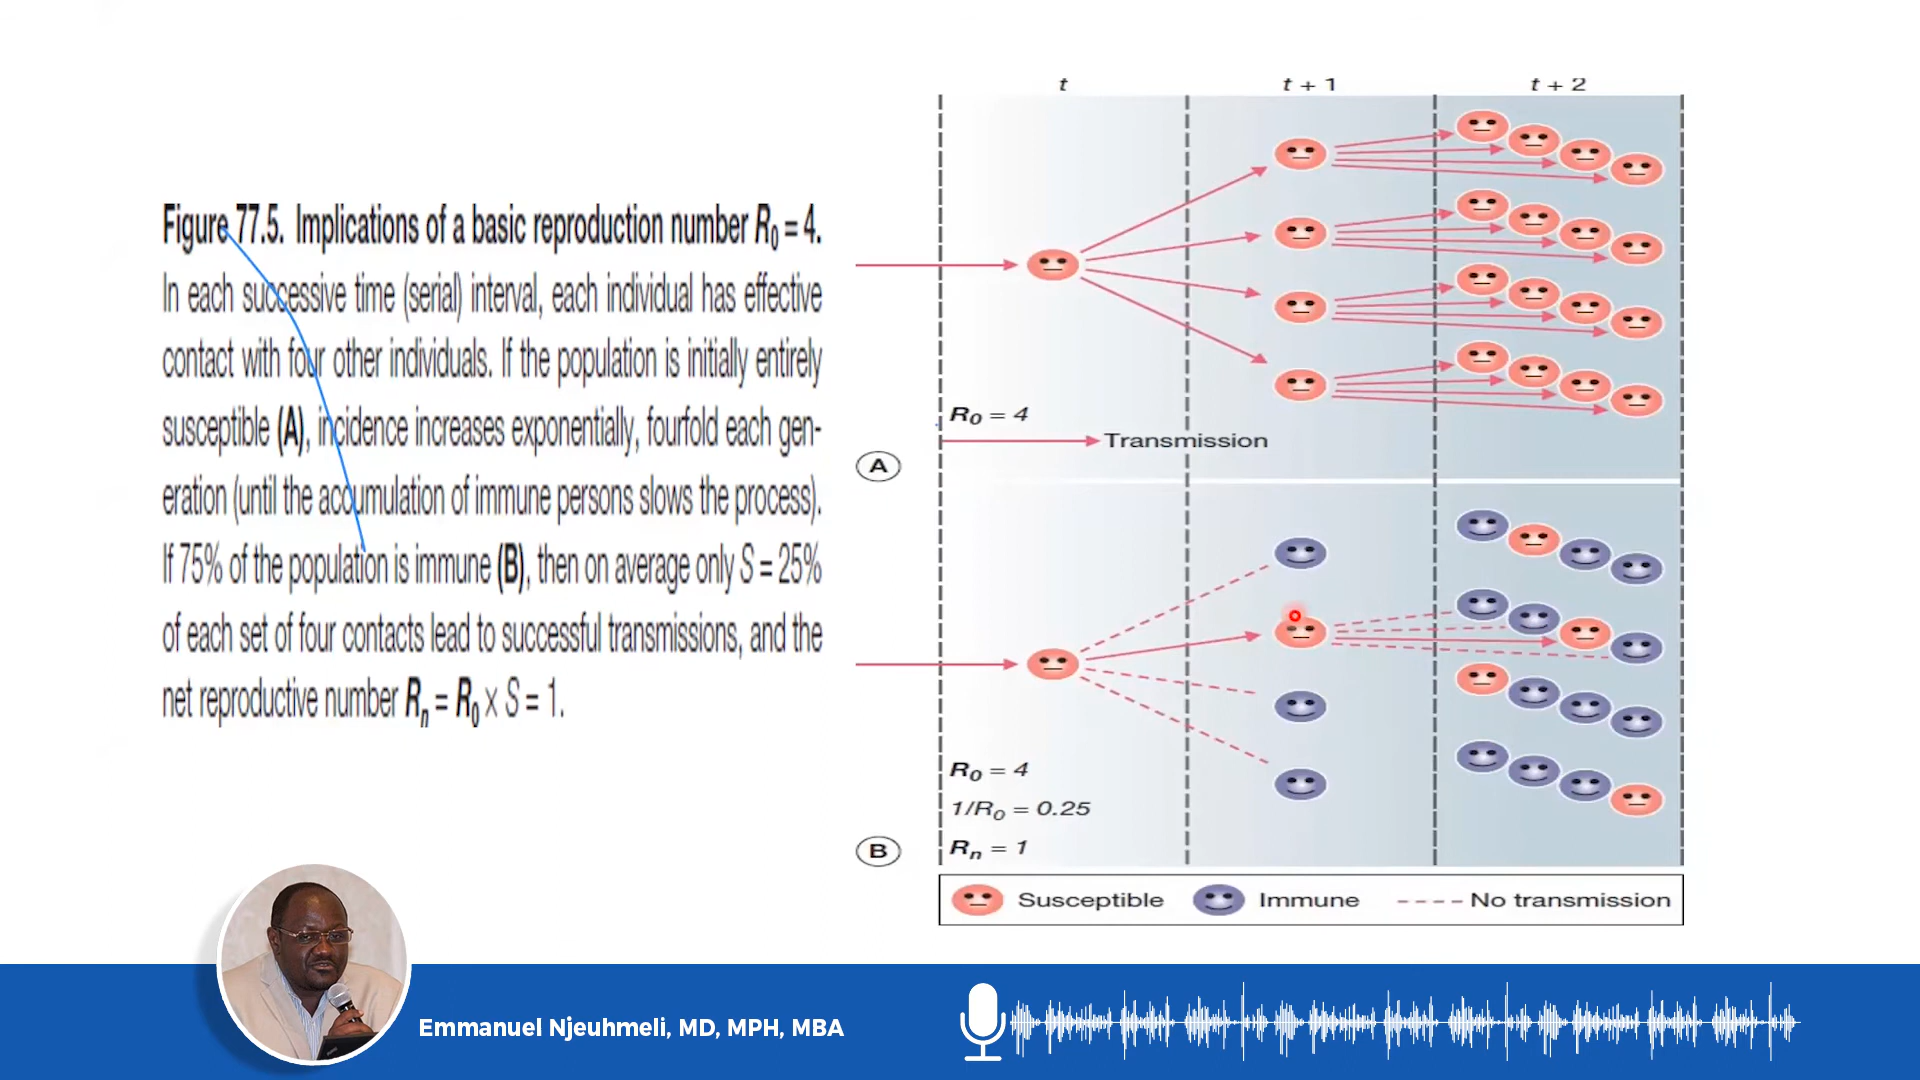 Figure 77.5. Implications of a basic reproduction number R₀ = 4.
In each successive time (serial) interval, each individual has effective
contact with four other individuals. If the population is initially entirely
susceptible (A), incidence increases exponentially, fourfold each gen-
eration (until the accumulation of immune persons slows the process).
If 75% of the population is immune (B), then on average only S = 25%
of each set of four contacts lead to successful transmissions, and the
net reproductive number Rₙ = R₀ × S = 1.
t
t + 1
t + 2
R₀ = 4
Transmission
A
R₀ = 4
1/R₀ = 0.25
Rₙ = 1
B
Susceptible
Immune
No transmission
Emmanuel Njeuhmeli, MD, MPH, MBA